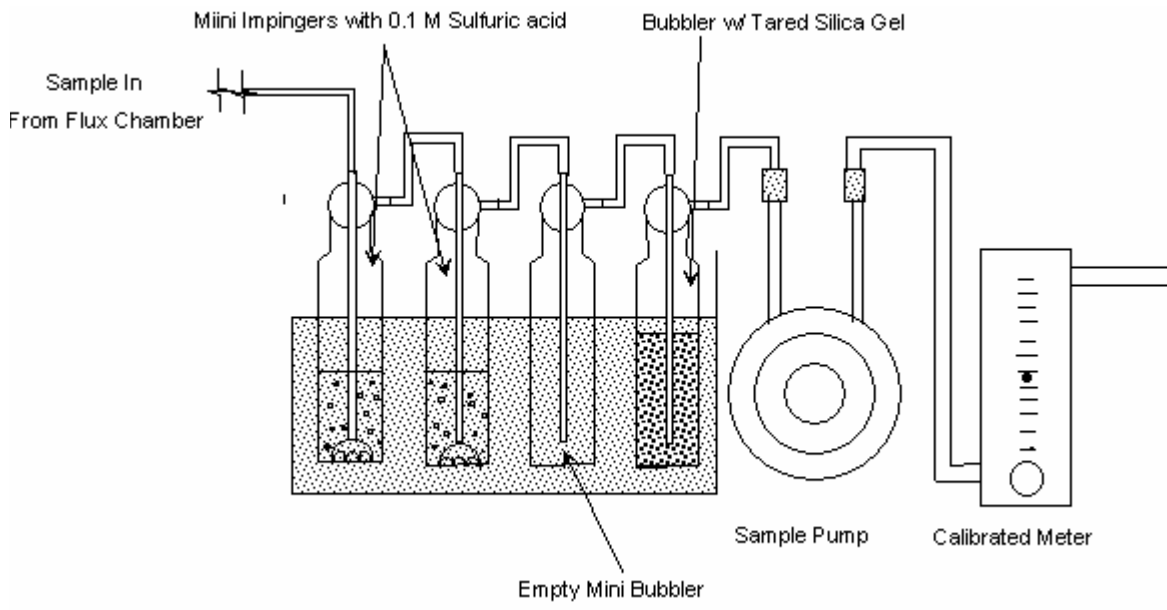 Miini Impingers with 0.1 M Sulfuric acid
Bubbler w/ Tared Silica Gel
Sample In
From Flux Chamber
Sample Pump
Calibrated Meter
Empty Mini Bubbler